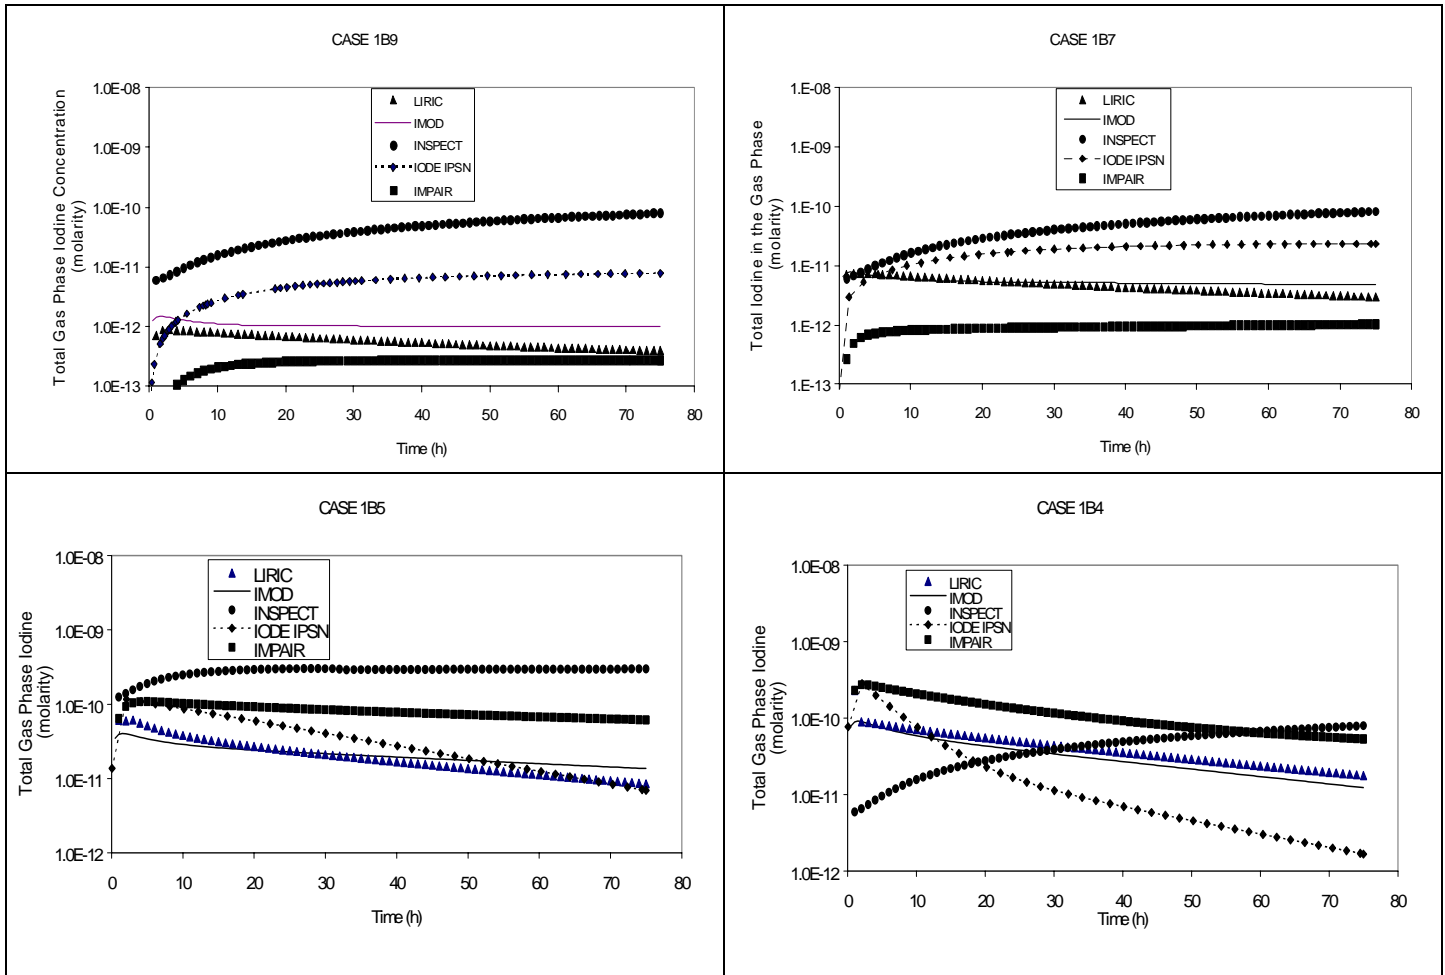 CASE 1B9
Total Gas Phase Iodine Concentration
(molarity)
1.0E-08
1.0E-09
1.0E-10
1.0E-11
1.0E-12
1.0E-13
LIRIC
IMOD
INSPECT
IODE IPSN
IMPAIR
0 10 20 30 40 50 60 70 80
Time (h)
CASE 1B7
Total Iodine in the Gas Phase
(molarity)
1.E-08
1.E-09
1.E-10
1.E-11
1.E-12
1.E-13
LIRIC
IMOD
INSPECT
IODE IPSN
IMPAIR
0 10 20 30 40 50 60 70 80
Time (h)
CASE 1B5
Total Gas Phase Iodine
(molarity)
1.0E-08
1.0E-09
1.0E-10
1.0E-11
1.0E-12
LIRIC
IMOD
INSPECT
IODE IPSN
IMPAIR
0 10 20 30 40 50 60 70 80
Time (h)
CASE 1B4
Total Gas Phase Iodine
(molarity)
1.0E-08
1.0E-09
1.0E-10
1.0E-11
1.0E-12
LIRIC
IMOD
INSPECT
IODE IPSN
IMPAIR
0 10 20 30 40 50 60 70 80
Time (h)